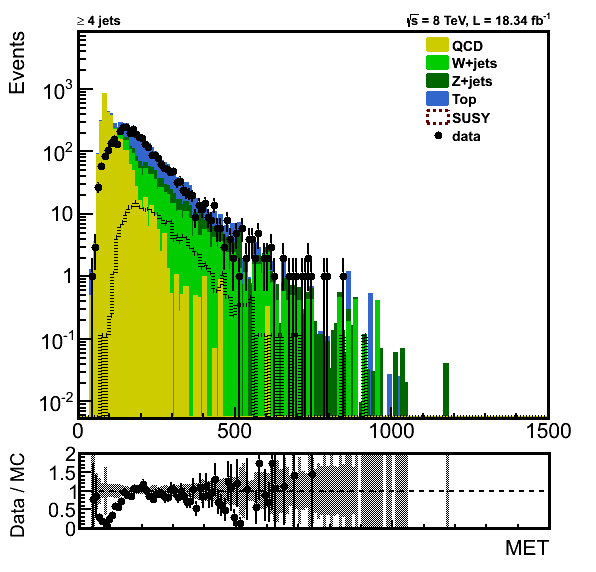 ≥ 4 jets
√s = 8 TeV, L = 18.34 fb⁻¹
Events
QCD
W+jets
Z+jets
Top
SUSY
data
10³
10²
10
1
10⁻¹
10⁻²
0 500 1000 1500
Data / MC
2
1.5
1
0.5
0
MET